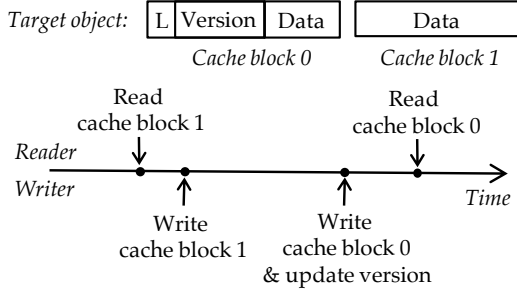 Target object: L Version Data Data
Cache block 0 Cache block 1
Read
cache block 1
Read
cache block 0
Reader
Writer
Time
Write
cache block 1
Write
cache block 0
& update version